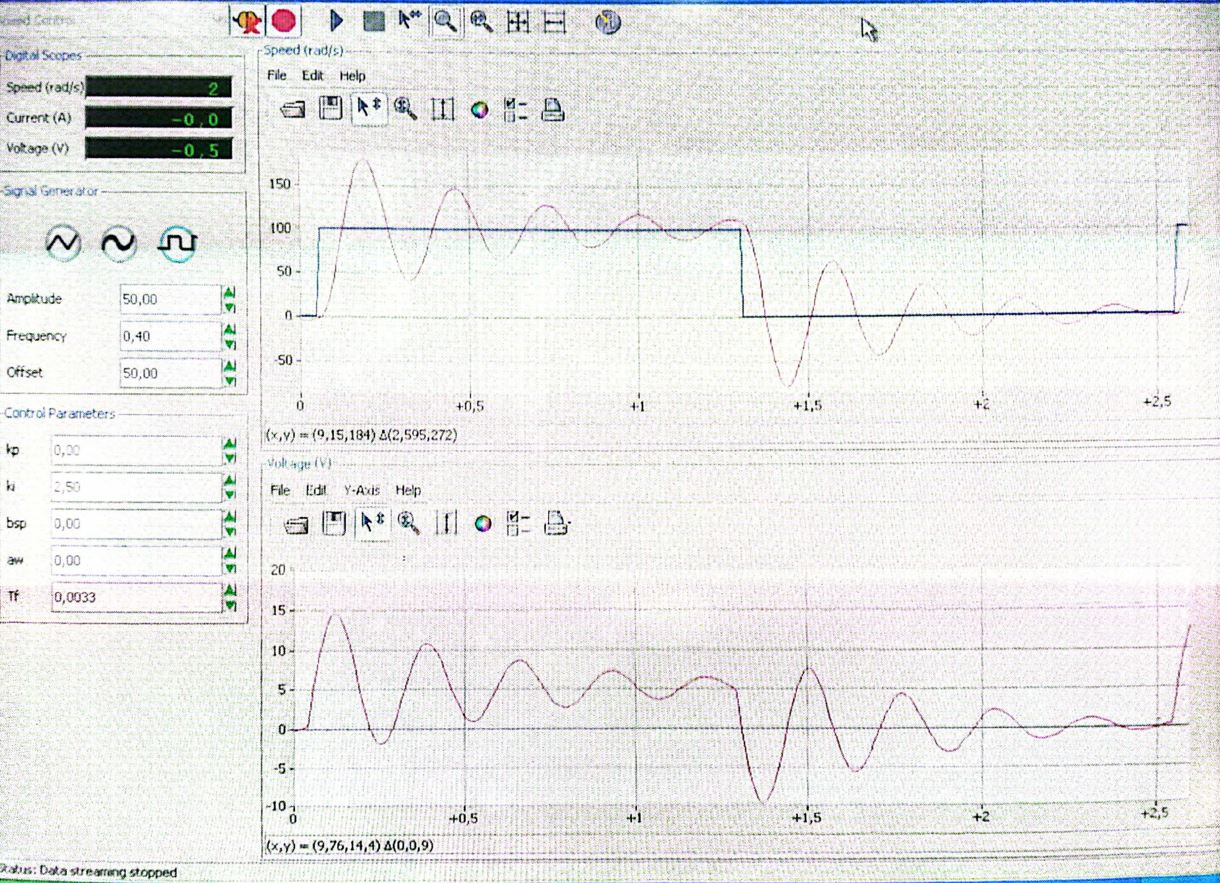 Speed Control
Digital Scopes
Speed (rad/s) 2
Current (A) -0,0
Voltage (V) -0,5
Signal Generator
Amplitude 50,00
Frequency 0,40
Offset 50,00
Control Parameters
kp 0,00
ki 2,50
bsp 0,00
aw 0,00
Tf 0,0033
Speed (rad/s)
File Edit Help
150
100
50
0
-50
0 +0,5 +1 +1,5 +2 +2,5
(x,y) = (9,15,184) Δ(2,595,272)
Voltage (V)
File Edit Y-Axis Help
20
15
10
5
0
-5
-10
0 +0,5 +1 +1,5 +2 +2,5
(x,y) = (9,76,14,4) Δ(0,0,9)
Status: Data streaming stopped